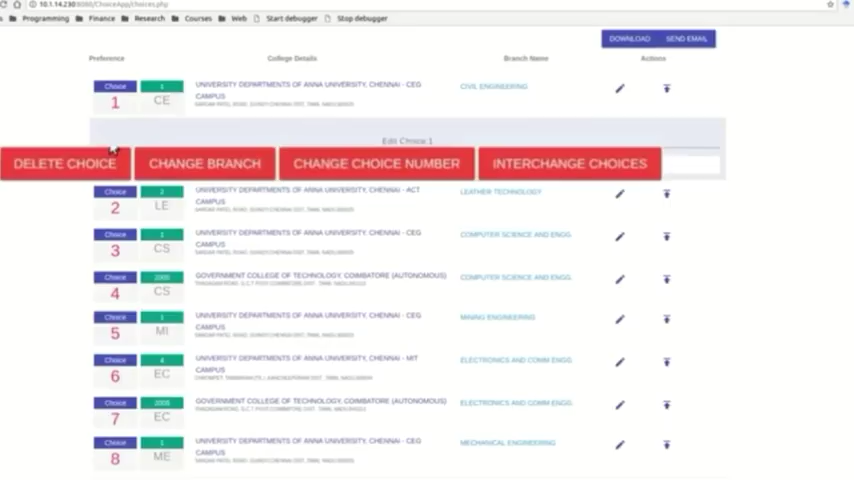 10.1.14.230:8080/ChoiceApp/choices.php
Programming Finance Research Courses Web Start debugger Stop debugger
DOWNLOAD SEND EMAIL
Preference College Details Branch Name Actions
Choice 1 UNIVERSITY DEPARTMENTS OF ANNA UNIVERSITY, CHENNAI - CEG CIVIL ENGINEERING
1 CE CAMPUS
Edit Choice 1
DELETE CHOICE CHANGE BRANCH CHANGE CHOICE NUMBER INTERCHANGE CHOICES
Choice 2 UNIVERSITY DEPARTMENTS OF ANNA UNIVERSITY, CHENNAI - ACT LEATHER TECHNOLOGY
2 LE CAMPUS
Choice 1 UNIVERSITY DEPARTMENTS OF ANNA UNIVERSITY, CHENNAI - CEG COMPUTER SCIENCE AND ENGG
3 CS CAMPUS
Choice 2005 GOVERNMENT COLLEGE OF TECHNOLOGY, COIMBATORE (AUTONOMOUS) COMPUTER SCIENCE AND ENGG
4 CS
Choice 1 UNIVERSITY DEPARTMENTS OF ANNA UNIVERSITY, CHENNAI - CEG MINING ENGINEERING
5 MI CAMPUS
Choice 4 UNIVERSITY DEPARTMENTS OF ANNA UNIVERSITY, CHENNAI - MIT ELECTRONICS AND COMM ENGG
6 EC CAMPUS
Choice 2005 GOVERNMENT COLLEGE OF TECHNOLOGY, COIMBATORE (AUTONOMOUS) ELECTRONICS AND COMM ENGG
7 EC
Choice 1 UNIVERSITY DEPARTMENTS OF ANNA UNIVERSITY, CHENNAI - CEG MECHANICAL ENGINEERING
8 ME CAMPUS